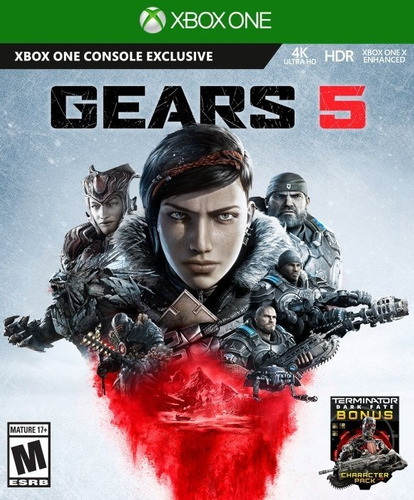 XBOX ONE
XBOX ONE CONSOLE EXCLUSIVE
4K
ULTRA HD
HDR
XBOX ONE X
ENHANCED
GEARS 5
TERMINATOR
DARK FATE
BONUS
CHARACTER
PACK
MATURE 17+
M
ESRB